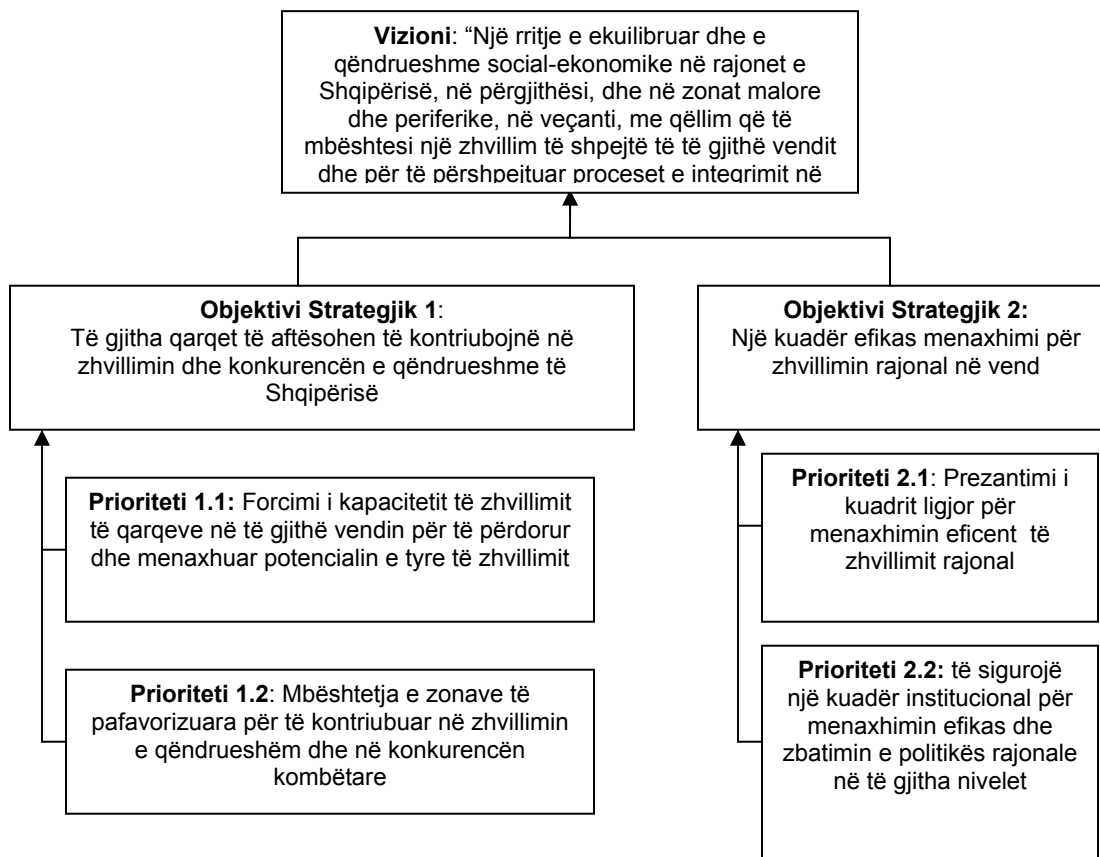 Vizioni: “Një rritje e ekuilibruar dhe e
qëndrueshme social-ekonomike në rajonet e
Shqipërisë, në përgjithësi, dhe në zonat malore
dhe periferike, në veçanti, me qëllim që të
mbështesi një zhvillim të shpejtë të të gjithë vendit
dhe për të përshpejtuar proceset e integrimit në
Objektivi Strategjik 1:
Të gjitha qarqet të aftësohen të kontriubojnë në
zhvillimin dhe konkurencën e qëndrueshme të
Shqipërisë
Prioriteti 1.1: Forcimi i kapacitetit të zhvillimit
të qarqeve në të gjithë vendin për të përdorur
dhe menaxhuar potencialin e tyre të zhvillimit
Prioriteti 1.2: Mbështetja e zonave të
pafavorizuara për të kontriubuar në zhvillimin
e qëndrueshëm dhe në konkurencën
kombëtare
Objektivi Strategjik 2:
Një kuadër efikas menaxhimi për
zhvillimin rajonal në vend
Prioriteti 2.1: Prezantimi i
kuadrit ligjor për
menaxhimin eficent të
zhvillimit rajonal
Prioriteti 2.2: të sigurojë
një kuadër institucional për
menaxhimin efikas dhe
zbatimin e politikës rajonale
në të gjitha nivelet